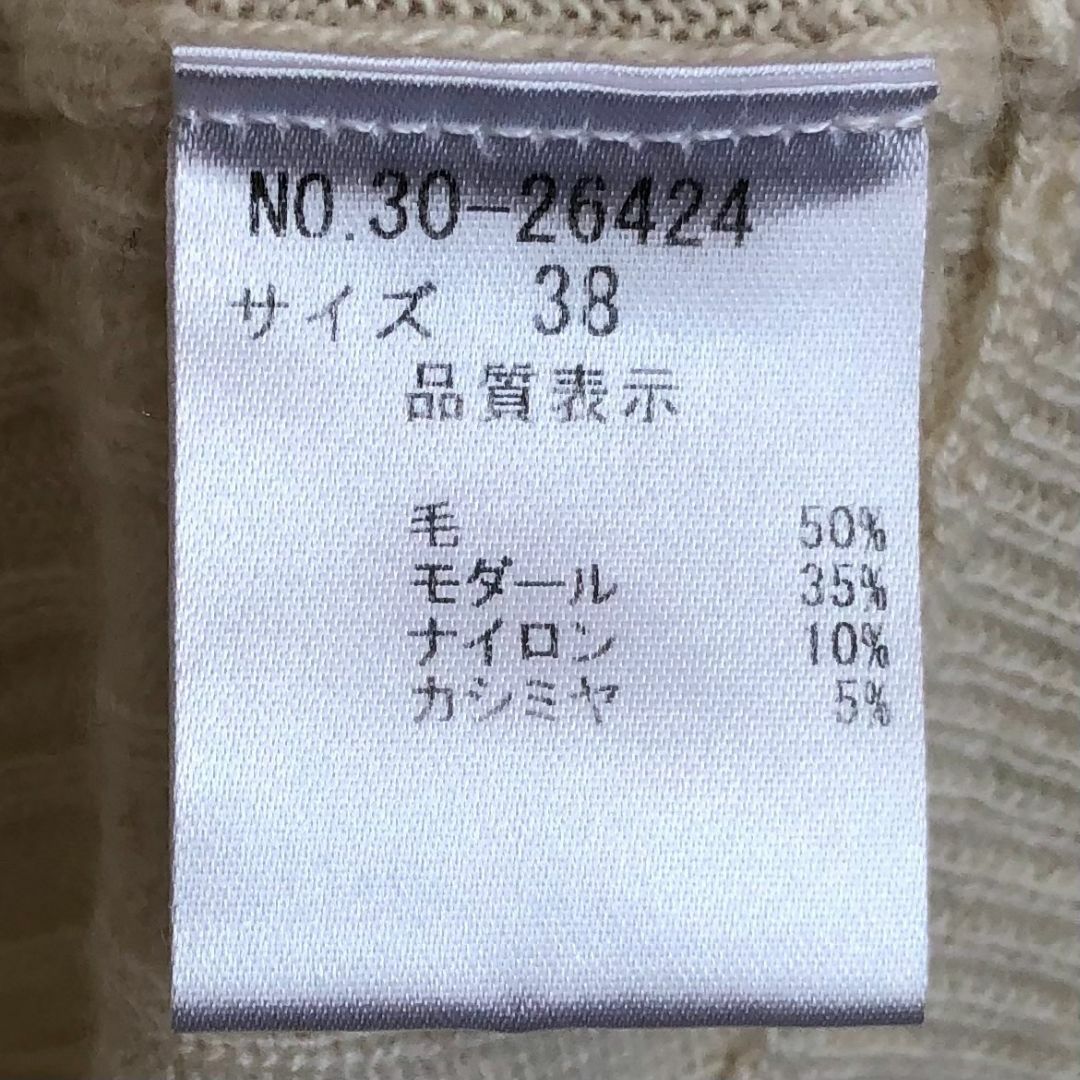 NO.30-26424
サイズ 38
品質表示
毛 50%
モダール 35%
ナイロン 10%
カシミヤ 5%